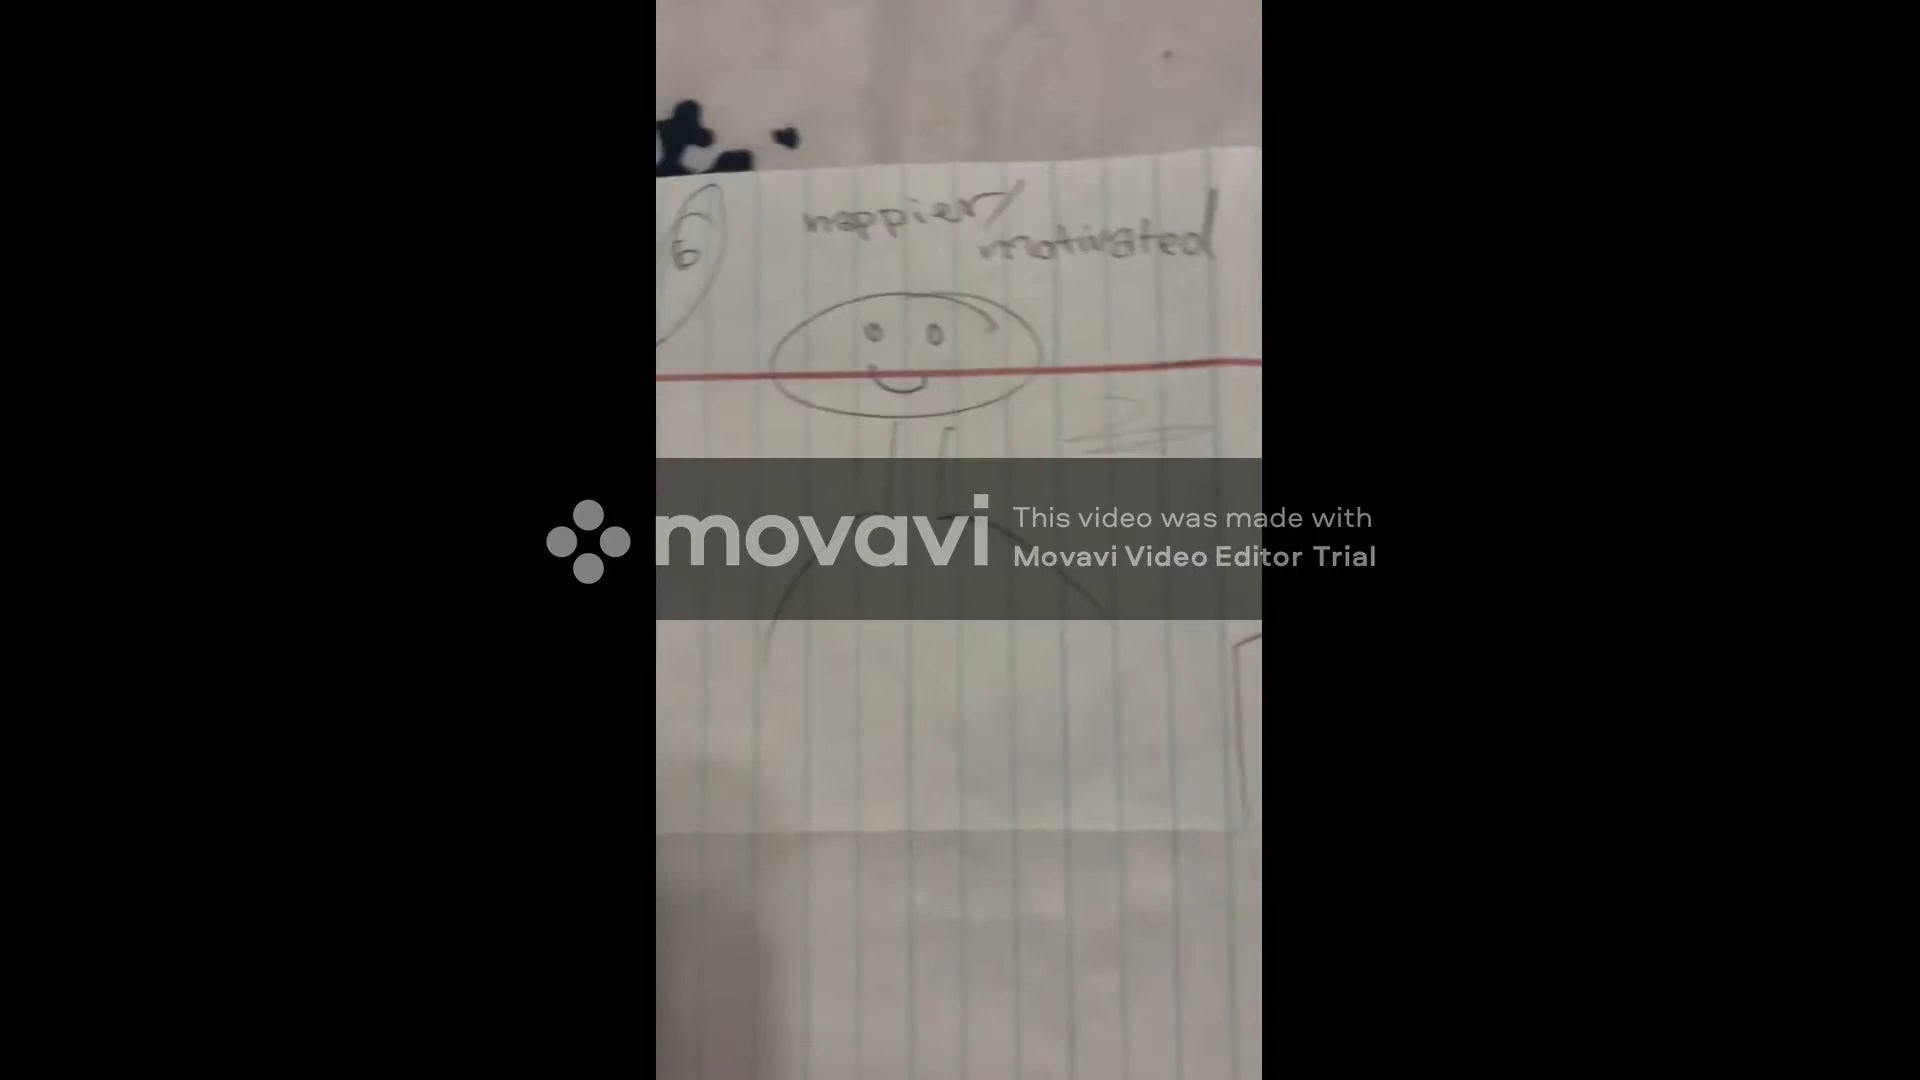 6
happier/
motivated
movavi
This video was made with
Movavi Video Editor Trial